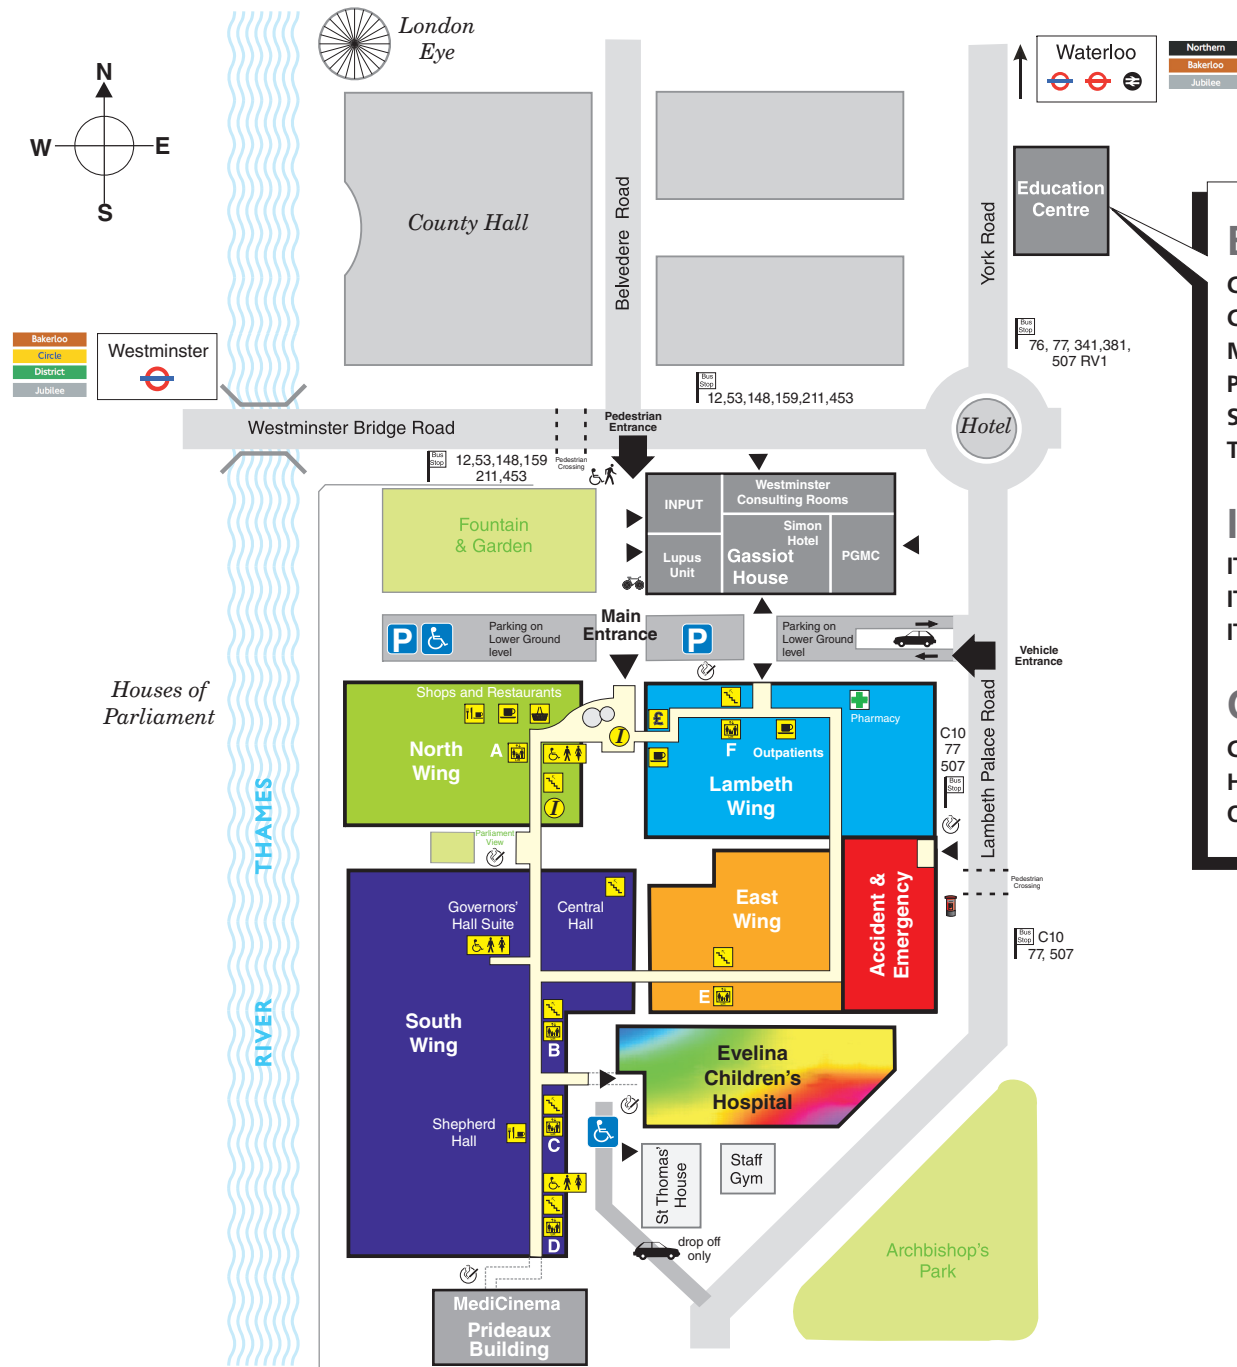 London
Eye
N
W
E
S
Waterloo
Northern
Bakerloo
Jubilee
County Hall
Belvedere Road
York Road
Education
Centre
Bakerloo
Circle
District
Jubilee
Westminster
Bus
Stop
76, 77, 341,381,
507 RV1
Bus
Stop
12,53,148,159,211,453
Westminster Bridge Road
Pedestrian
Entrance
Hotel
Pedestrian
Crossing
Bus
Stop
12,53,148,159
211,453
Fountain
& Garden
INPUT
Westminster
Consulting Rooms
Simon
Hotel
Lupus
Unit
Gassiot
House
PGMC
P
Parking on
Lower Ground
level
Main
Entrance
P
Parking on
Lower Ground
level
Vehicle
Entrance
Houses of
Parliament
Shops and Restaurants
North
Wing
A
I
I
£
F
Outpatients
Pharmacy
Lambeth
Wing
C10
77
507
Bus
Stop
Lambeth Palace Road
Parliament
View
RIVER THAMES
Governors'
Hall Suite
Central
Hall
East
Wing
E
Accident &
Emergency
Pedestrian
Crossing
Bus
Stop
C10
77, 507
South
Wing
B
Evelina
Children's
Hospital
Shepherd
Hall
C
D
St Thomas'
House
Staff
Gym
drop off
only
Archbishop's
Park
MediCinema
Prideaux
Building